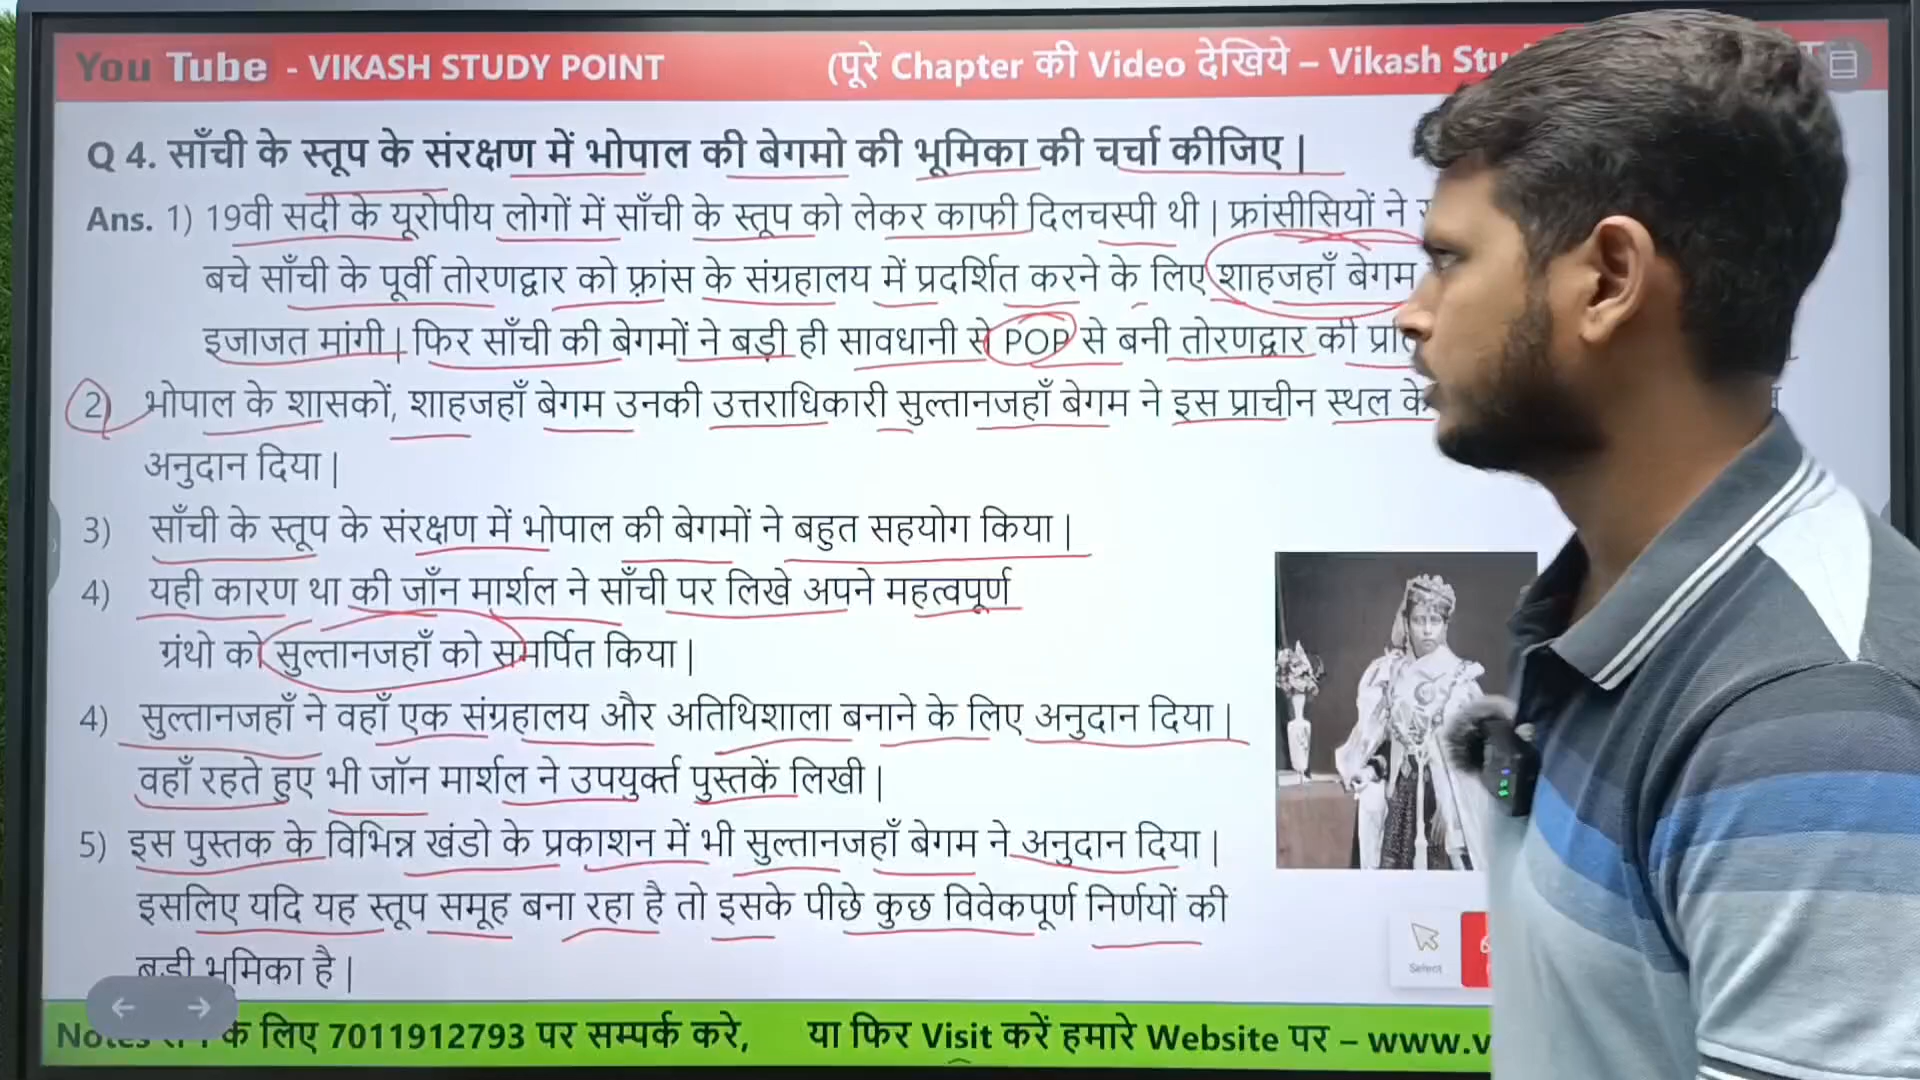 You Tube - VIKASH STUDY POINT (पूरे Chapter की Video देखिये – Vikash
Q 4. साँची के स्तूप के संरक्षण में भोपाल की बेगमो की भूमिका की चर्चा कीजिए |
Ans. 1) 19वी सदी के यूरोपीय लोगों में साँची के स्तूप को लेकर काफी दिलचस्पी थी | फ्रांसीसियों ने
बचे साँची के पूर्वी तोरणद्वार को फ़्रांस के संग्रहालय में प्रदर्शित करने के लिए शाहजहाँ बेगम
इजाजत मांगी | फिर साँची की बेगमों ने बड़ी ही सावधानी से POP से बनी तोरणद्वार की
2) भोपाल के शासकों, शाहजहाँ बेगम उनकी उत्तराधिकारी सुल्तानजहाँ बेगम ने इस प्राचीन स्थल के
अनुदान दिया |
3) साँची के स्तूप के संरक्षण में भोपाल की बेगमों ने बहुत सहयोग किया |
4) यही कारण था की जाँन मार्शल ने साँची पर लिखे अपने महत्वपूर्ण
ग्रंथो को सुल्तानजहाँ को समर्पित किया |
4) सुल्तानजहाँ ने वहाँ एक संग्रहालय और अतिथिशाला बनाने के लिए अनुदान दिया |
वहाँ रहते हुए भी जॉन मार्शल ने उपयुर्क्त पुस्तकें लिखी |
5) इस पुस्तक के विभिन्न खंडो के प्रकाशन में भी सुल्तानजहाँ बेगम ने अनुदान दिया |
इसलिए यदि यह स्तूप समूह बना रहा है तो इसके पीछे कुछ विवेकपूर्ण निर्णयों की
बड़ी भूमिका है |
Select
Notes के लिए 7011912793 पर सम्पर्क करे, या फिर Visit करें हमारे Website पर – www.v